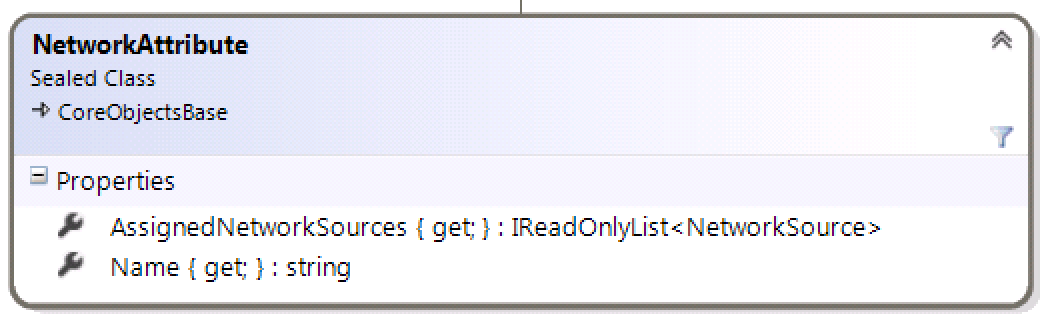 NetworkAttribute
Sealed Class
CoreObjectsBase
Properties
AssignedNetworkSources { get; } : IReadOnlyList<NetworkSource>
Name { get; } : string